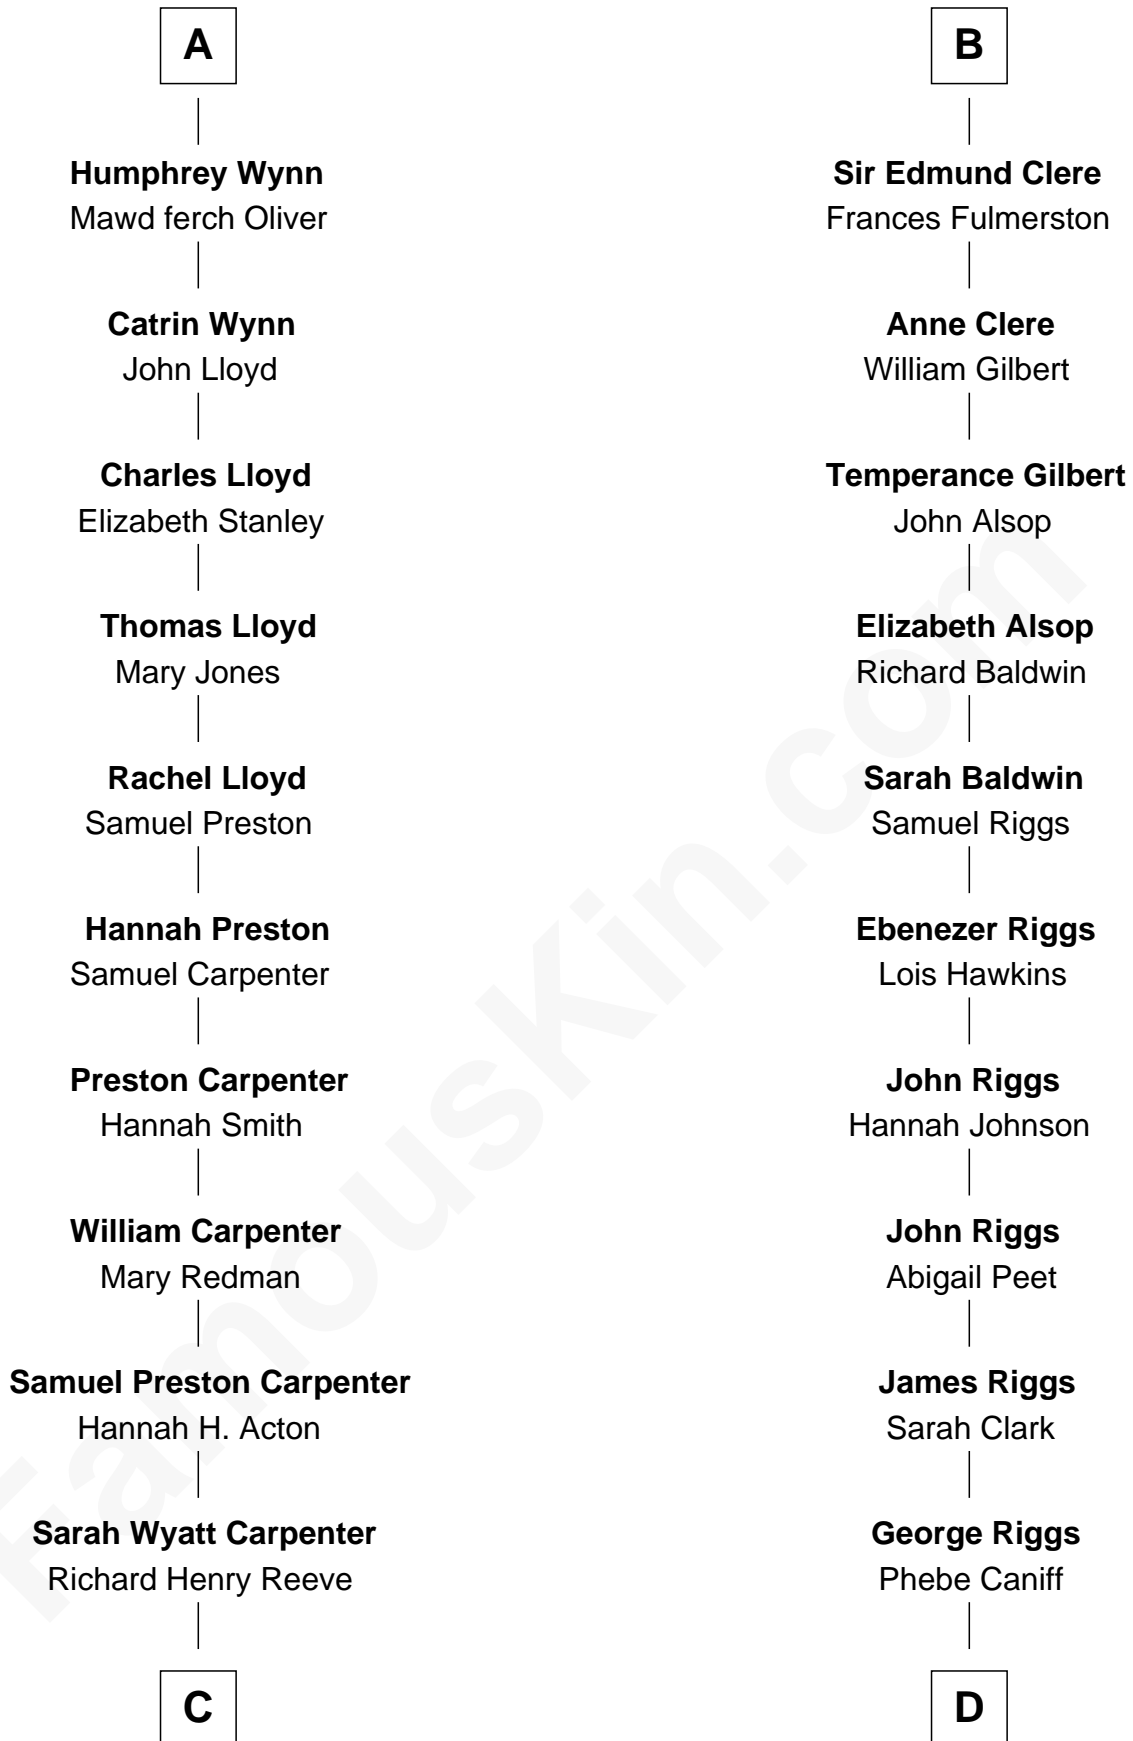 A
Humphrey Wynn
Mawd ferch Oliver
Catrin Wynn
John Lloyd
Charles Lloyd
Elizabeth Stanley
Thomas Lloyd
Mary Jones
Rachel Lloyd
Samuel Preston
Hannah Preston
Samuel Carpenter
Preston Carpenter
Hannah Smith
William Carpenter
Mary Redman
Samuel Preston Carpenter
Hannah H. Acton
Sarah Wyatt Carpenter
Richard Henry Reeve
C
B
Sir Edmund Clere
Frances Fulmerston
Anne Clere
William Gilbert
Temperance Gilbert
John Alsop
Elizabeth Alsop
Richard Baldwin
Sarah Baldwin
Samuel Riggs
Ebenezer Riggs
Lois Hawkins
John Riggs
Hannah Johnson
John Riggs
Abigail Peet
James Riggs
Sarah Clark
George Riggs
Phebe Caniff
D
FamousKin.com